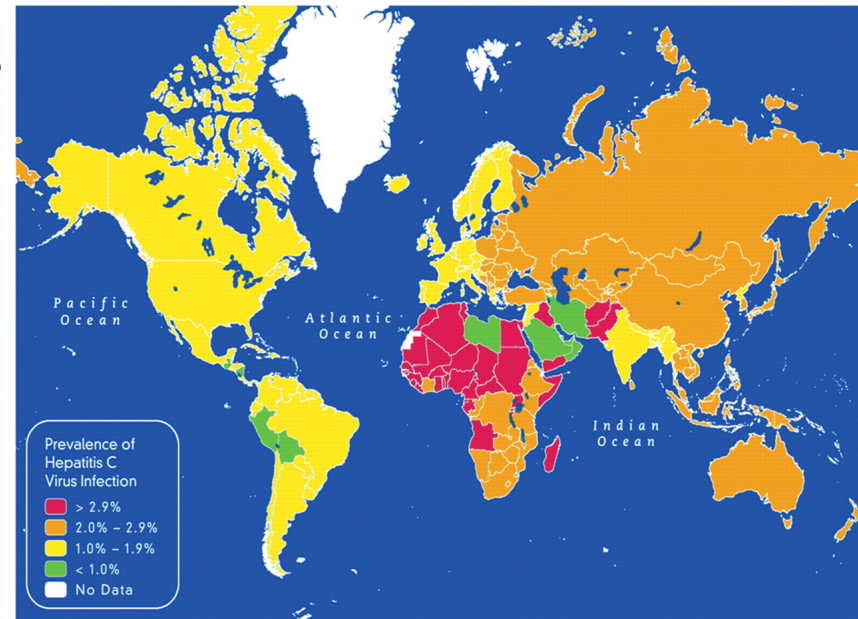 Pacific
Ocean
Atlantic
Ocean
Indian
Ocean
Prevalence of
Hepatitis C
Virus Infection
> 2.9%
2.0% – 2.9%
1.0% – 1.9%
< 1.0%
No Data